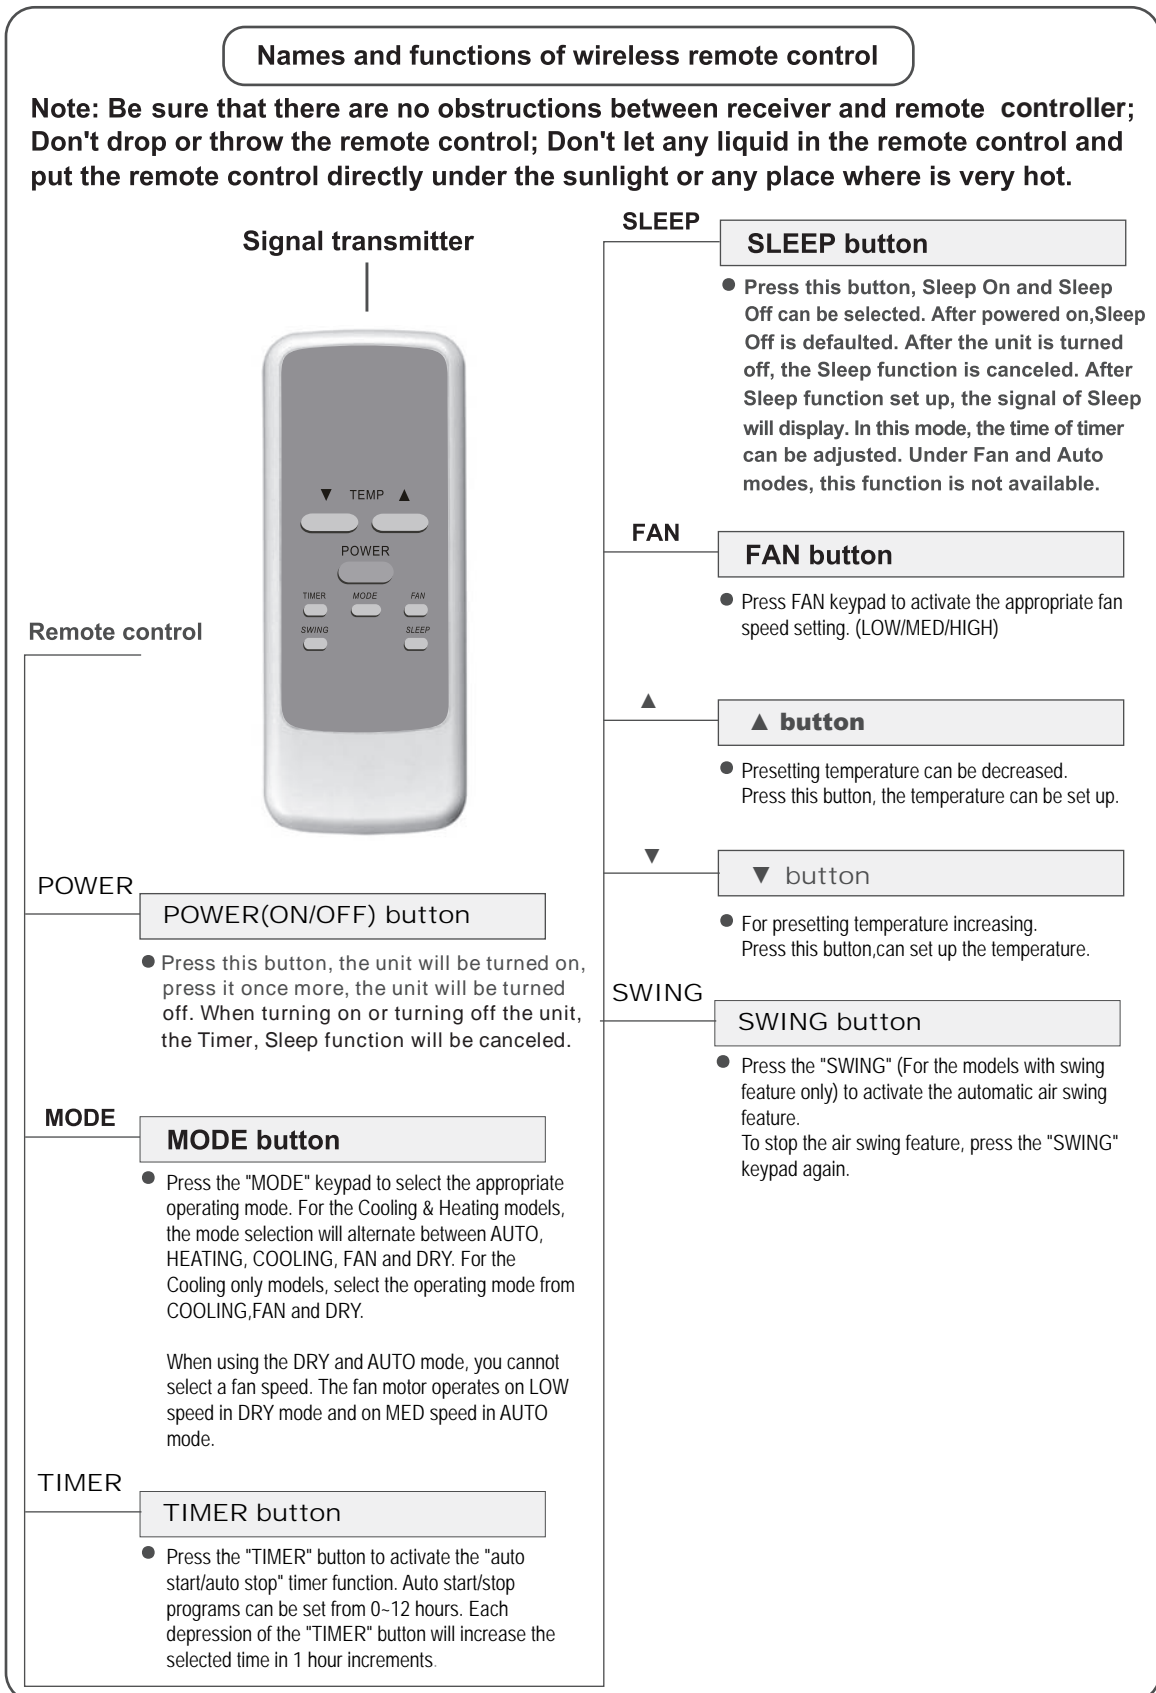 Names and functions of wireless remote control
Note: Be sure that there are no obstructions between receiver and remote controller;
Don't drop or throw the remote control; Don't let any liquid in the remote control and
put the remote control directly under the sunlight or any place where is very hot.
Signal transmitter
▼ TEMP ▲
POWER
TIMER MODE FAN
SWING SLEEP
Remote control
POWER
POWER(ON/OFF) button
● Press this button, the unit will be turned on,
press it once more, the unit will be turned
off. When turning on or turning off the unit,
the Timer, Sleep function will be canceled.
MODE
MODE button
● Press the "MODE" keypad to select the appropriate
operating mode. For the Cooling & Heating models,
the mode selection will alternate between AUTO,
HEATING, COOLING, FAN and DRY. For the
Cooling only models, select the operating mode from
COOLING,FAN and DRY.
When using the DRY and AUTO mode, you cannot
select a fan speed. The fan motor operates on LOW
speed in DRY mode and on MED speed in AUTO
mode.
TIMER
TIMER button
● Press the "TIMER" button to activate the "auto
start/auto stop" timer function. Auto start/stop
programs can be set from 0~12 hours. Each
depression of the "TIMER" button will increase the
selected time in 1 hour increments.
SLEEP
SLEEP button
● Press this button, Sleep On and Sleep
Off can be selected. After powered on,Sleep
Off is defaulted. After the unit is turned
off, the Sleep function is canceled. After
Sleep function set up, the signal of Sleep
will display. In this mode, the time of timer
can be adjusted. Under Fan and Auto
modes, this function is not available.
FAN
FAN button
● Press FAN keypad to activate the appropriate fan
speed setting. (LOW/MED/HIGH)
▲
▲ button
● Presetting temperature can be decreased.
Press this button, the temperature can be set up.
▼
▼ button
● For presetting temperature increasing.
Press this button,can set up the temperature.
SWING
SWING button
● Press the "SWING" (For the models with swing
feature only) to activate the automatic air swing
feature.
To stop the air swing feature, press the "SWING"
keypad again.